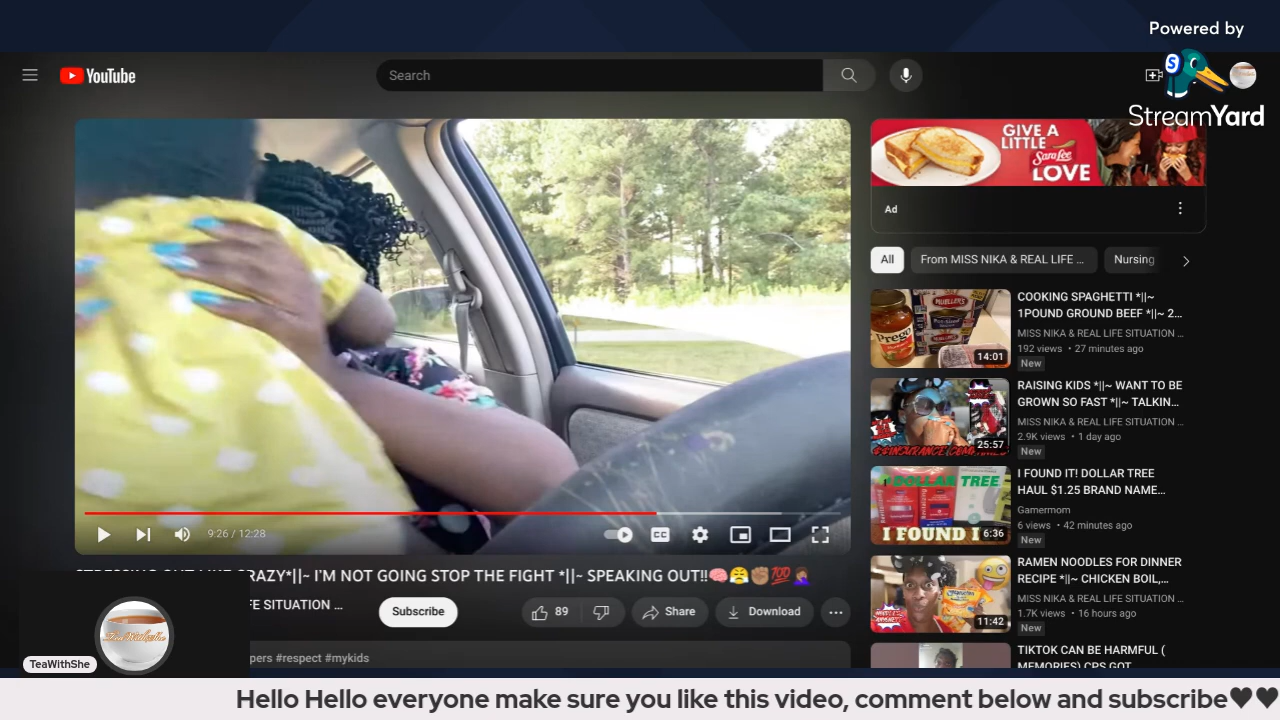 Powered by
YouTube
Search
S
StreamYard
GIVE A
LITTLE
Sara Lee
LOVE
Ad
All
From MISS NIKA & REAL LIFE ...
Nursing
COOKING SPAGHETTI *||~
1POUND GROUND BEEF *||~ 2...
MISS NIKA & REAL LIFE SITUATION ...
192 views • 27 minutes ago
New
MUELLER'S
Prego
14:01
RAISING KIDS *||~ WANT TO BE
GROWN SO FAST *||~ TALKIN...
MISS NIKA & REAL LIFE SITUATION ...
2.9K views • 1 day ago
New
25:57
I FOUND IT! DOLLAR TREE
HAUL $1.25 BRAND NAME...
Gamermom
6 views • 42 minutes ago
New
DOLLAR TREE
I FOUND I
6:36
RAMEN NOODLES FOR DINNER
RECIPE *||~ CHICKEN BOIL,...
MISS NIKA & REAL LIFE SITUATION ...
1.7K views • 16 hours ago
New
11:42
TIKTOK CAN BE HARMFUL (
MEMORIES) CPS GOT
9:26 / 12:28
CC
STRESSING OUT LIKE CRAZY*||~ I'M NOT GOING STOP THE FIGHT *||~ SPEAKING OUT!!🧠😤✊🏾💯🤦🏾‍♀️
FE SITUATION ...
Subscribe
89
Share
Download
pers #respect #mykids
TeaWithShe
Hello Hello everyone make sure you like this video, comment below and subscribe🖤🖤